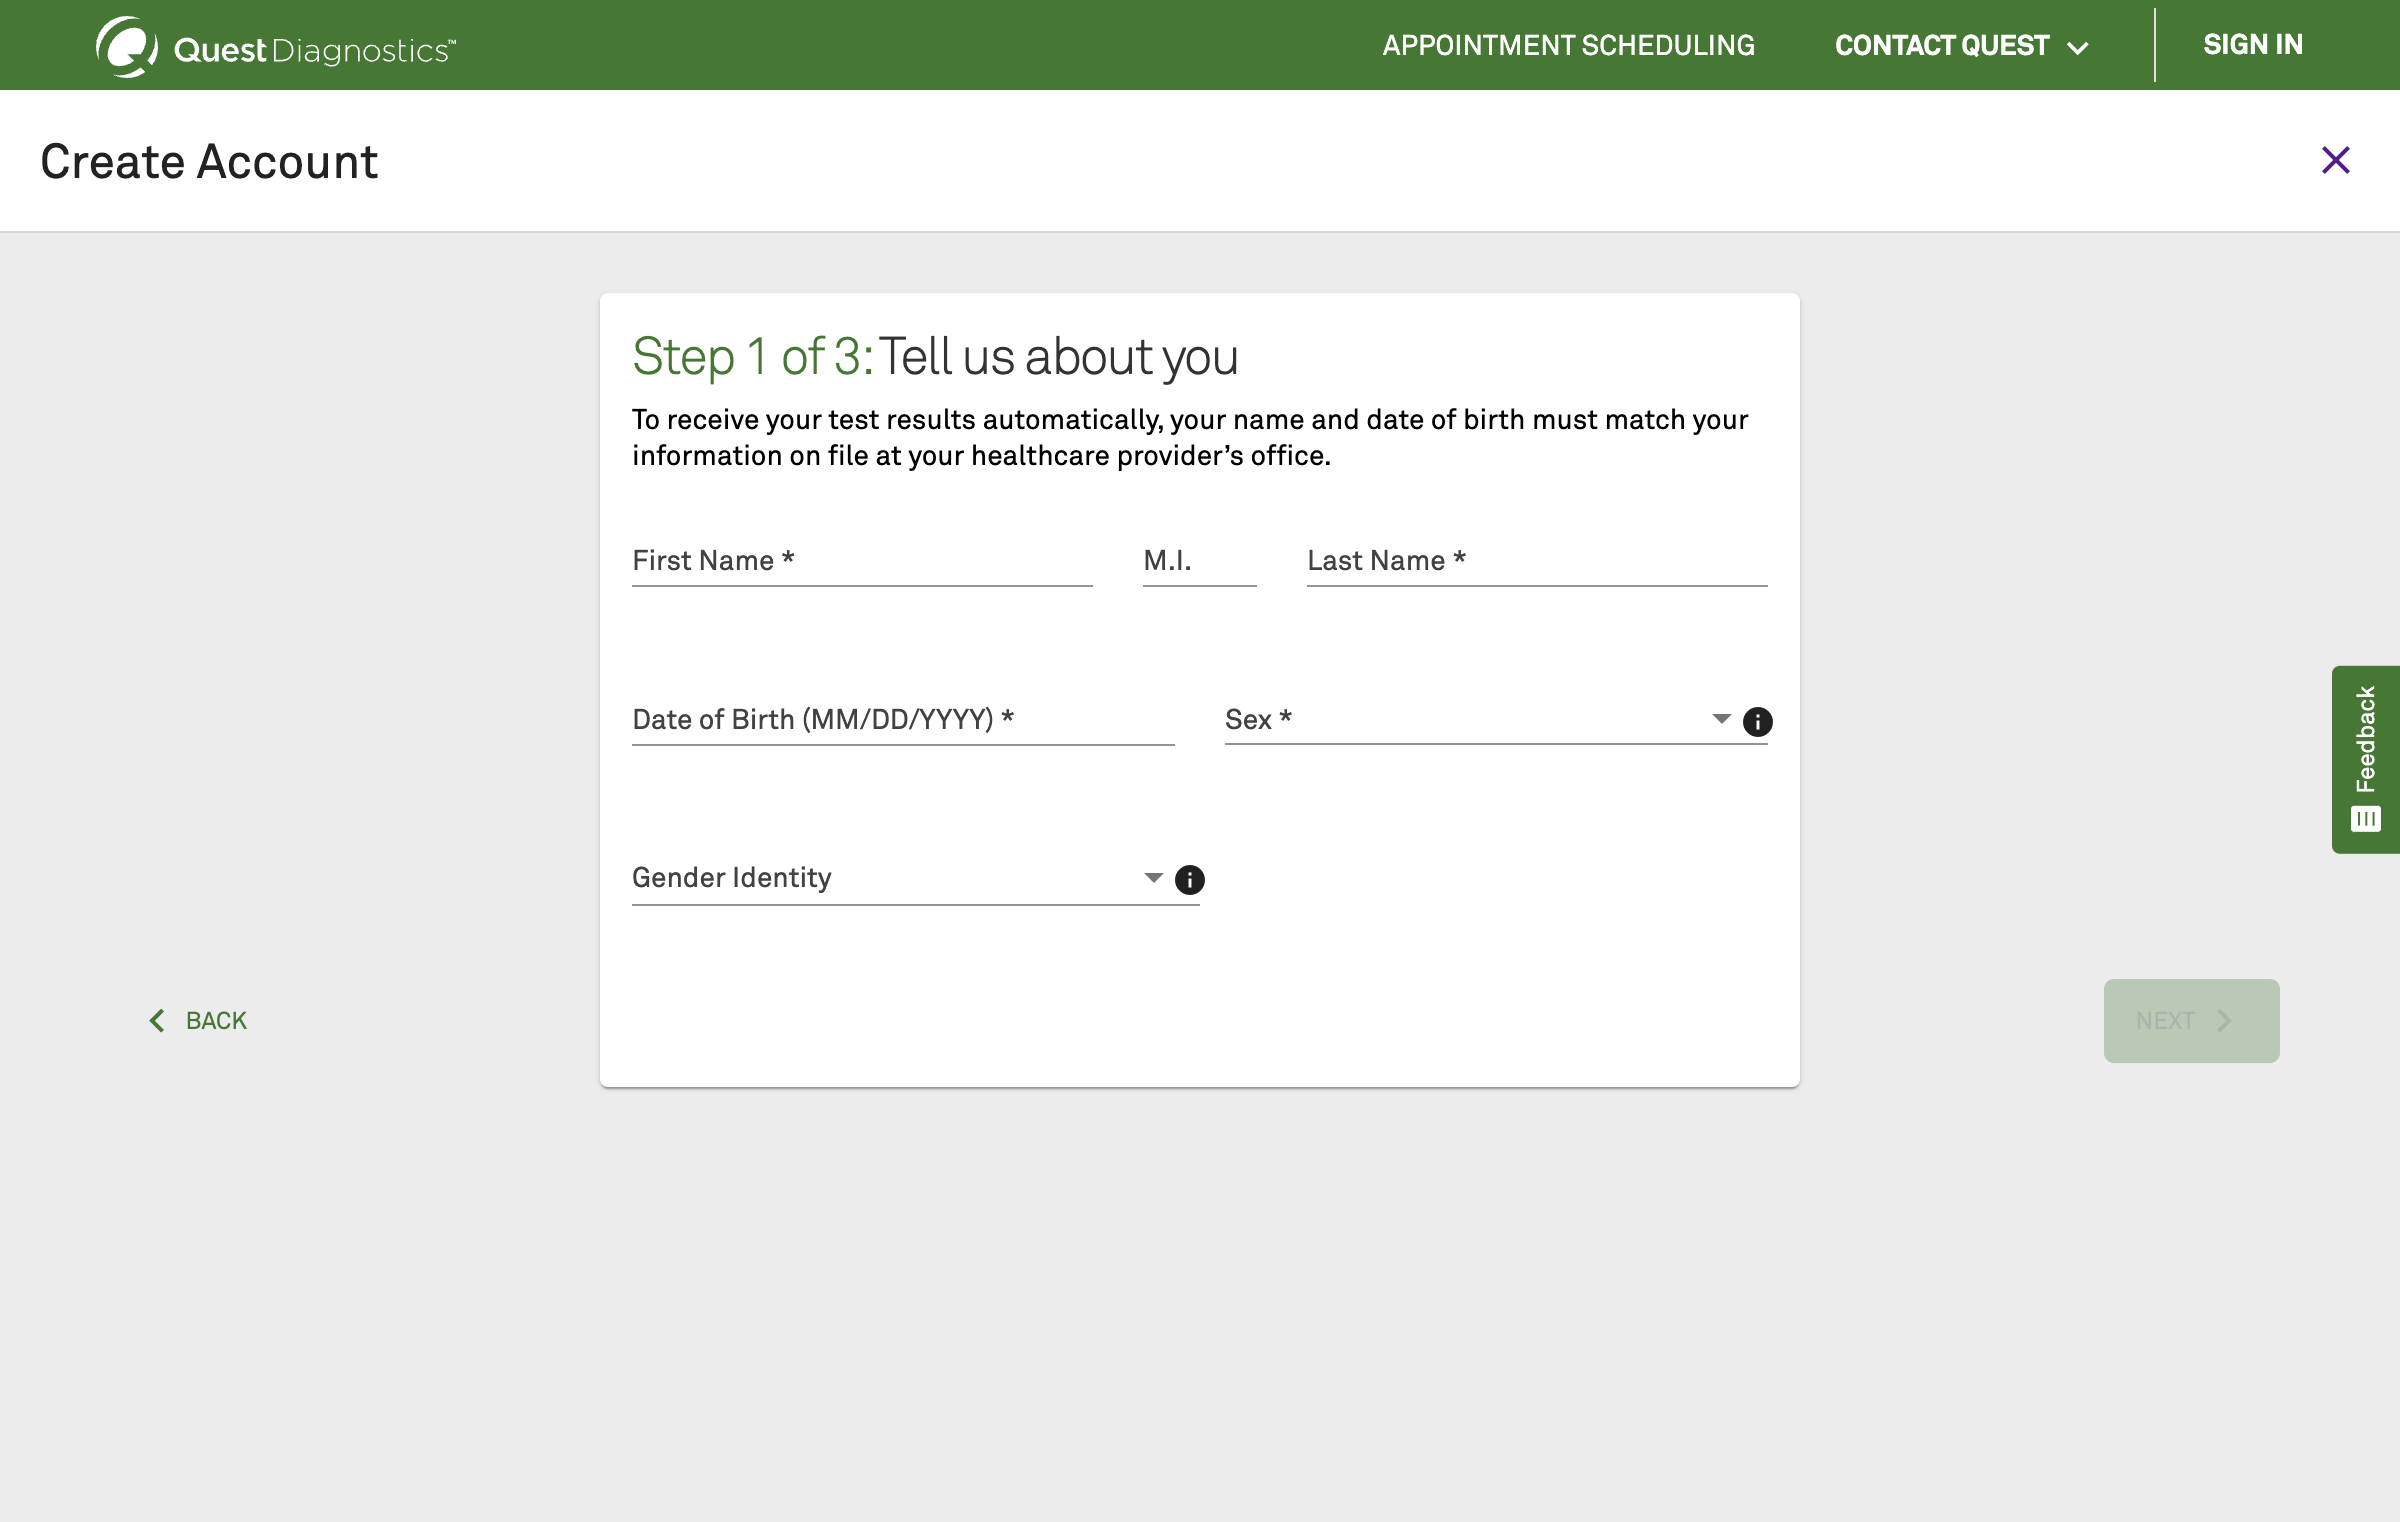 Quest Diagnostics™
APPOINTMENT SCHEDULING
CONTACT QUEST
SIGN IN
Create Account
Step 1 of 3: Tell us about you
To receive your test results automatically, your name and date of birth must match your
information on file at your healthcare provider’s office.
First Name *
M.I.
Last Name *
Date of Birth (MM/DD/YYYY) *
Sex *
Gender Identity
Feedback
BACK
NEXT